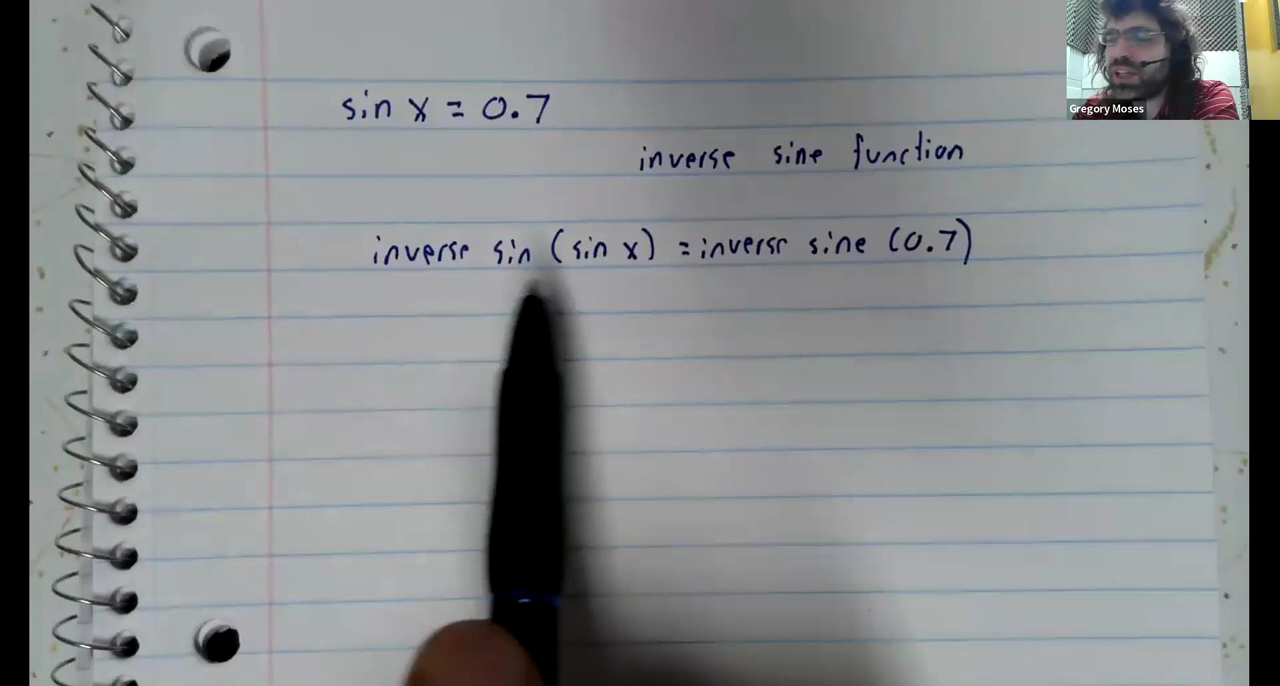 sin x = 0.7
Gregory Moses
inverse sine function
inverse sin (sin x) = inverse sine (0.7)